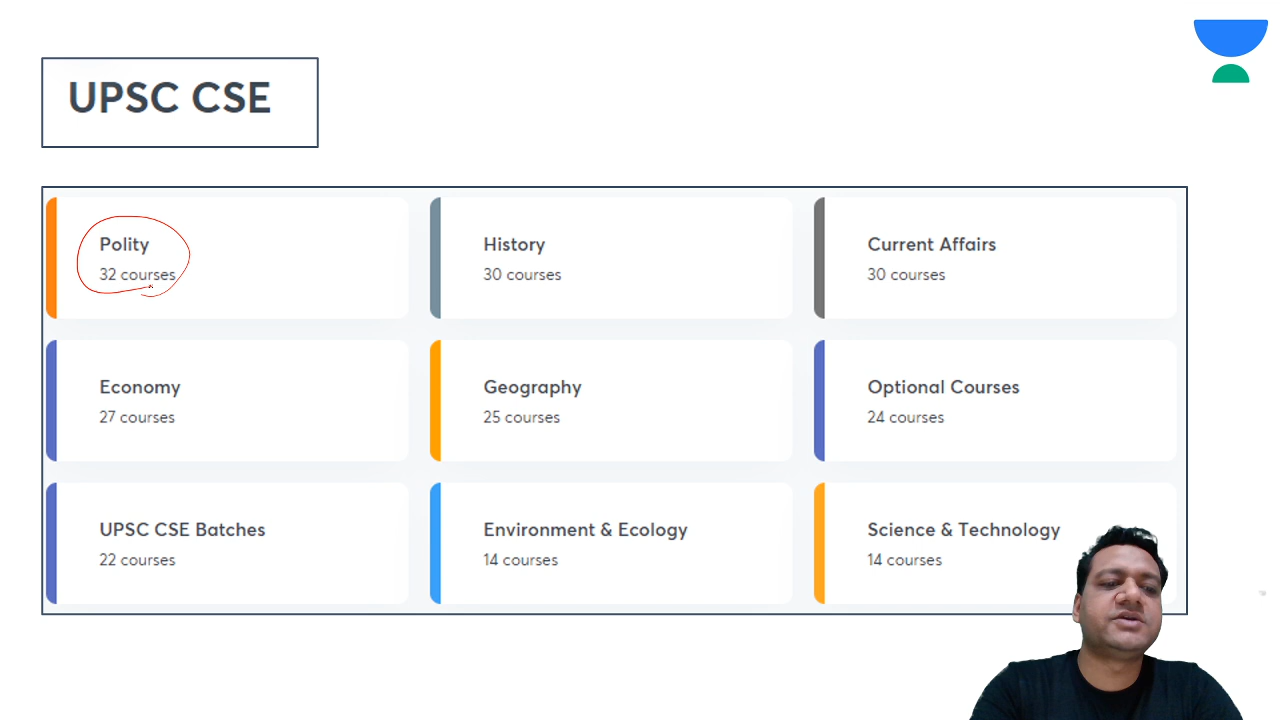 UPSC CSE
Polity
32 courses
History
30 courses
Current Affairs
30 courses
Economy
27 courses
Geography
25 courses
Optional Courses
24 courses
UPSC CSE Batches
22 courses
Environment & Ecology
14 courses
Science & Technology
14 courses